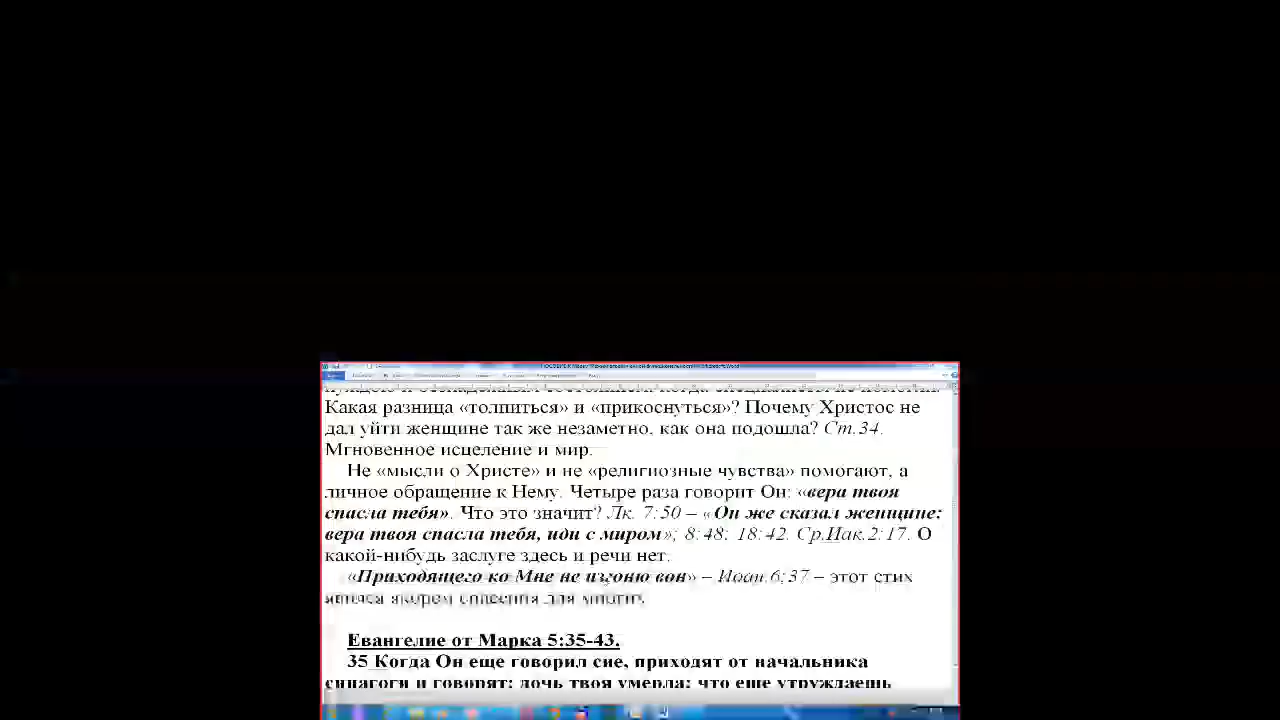 Какая разница «толпиться» и «прикоснуться»? Почему Христос не
дал уйти женщине так же незаметно, как она подошла? Ст.34.
Мгновенное исцеление и мир.
Не «мысли о Христе» и не «религиозные чувства» помогают, а
личное обращение к Нему. Четыре раза говорит Он: «вера твоя
спасла тебя». Что это значит? Лк. 7:50 – «Он же сказал женщине:
вера твоя спасла тебя, иди с миром»; 8:48; 18:42. Ср.Иак.2:17. О
какой-нибудь заслуге здесь и речи нет.
«Приходящего ко Мне не изгоню вон» – Иоан.6;37 – этот стих
якорем спасения для многих.
Евангелие от Марка 5:35-43.
35 Когда Он еще говорил сие, приходят от начальника
синагоги и говорят: дочь твоя умерла; что еще утруждаешь